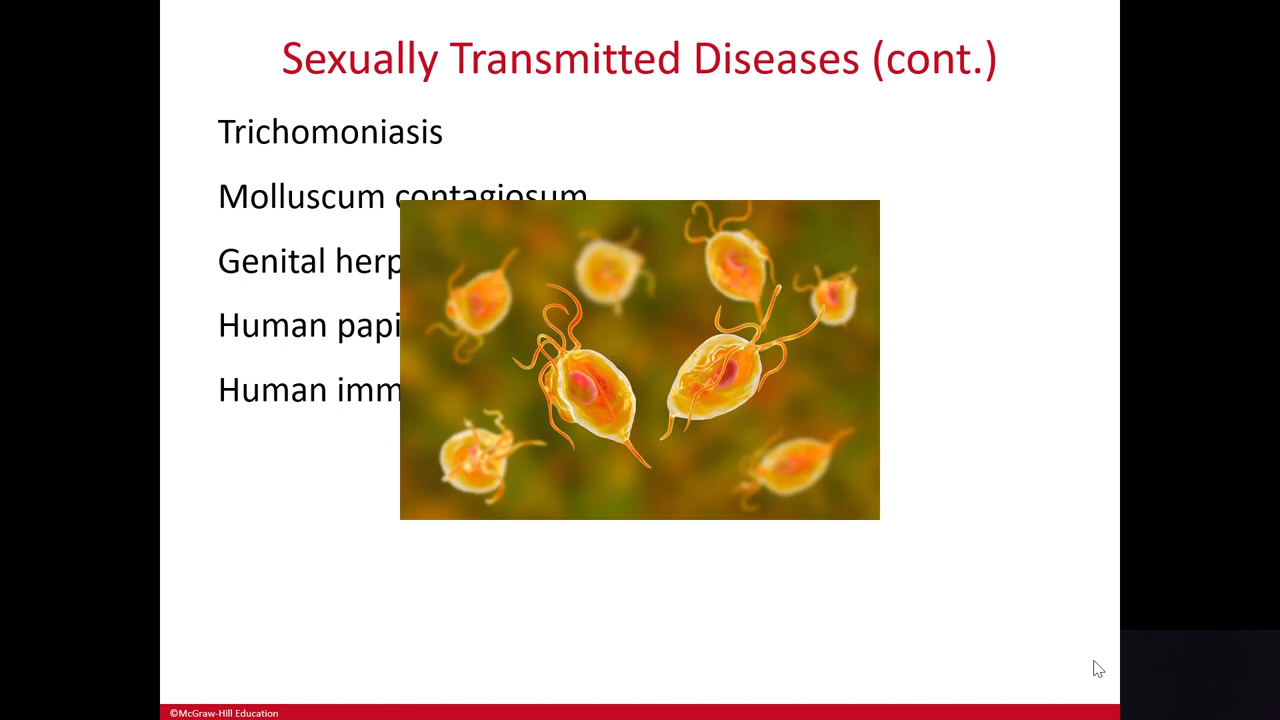 Sexually Transmitted Diseases (cont.)
Trichomoniasis
Molluscum contagiosum
Genital herp
Human papi
Human imm
©McGraw-Hill Education